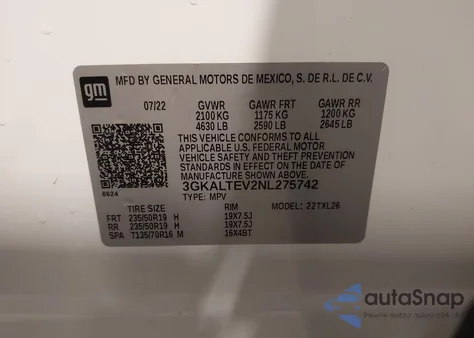 gm
MFD BY GENERAL MOTORS DE MEXICO, S. DE R.L. DE C.V.
07/22 GVWR GAWR FRT GAWR RR
2100 KG 1175 KG 1200 KG
4630 LB 2590 LB 2645 LB
THIS VEHICLE CONFORMS TO ALL
APPLICABLE U.S. FEDERAL MOTOR
VEHICLE SAFETY, BUMPER, AND THEFT
PREVENTION STANDARDS IN EFFECT ON
THE DATE OF MANUFACTURE SHOWN ABOVE.
3GKALTEV2NL275742
8624 TYPE: MPV MODEL: 22TXL26
TIRE SIZE RIM
FRT 235/50R19 H 19X7.5J
RR 235/50R19 H 19X7.5J
SPA T135/70R16 M 16X4BT
autoSnap